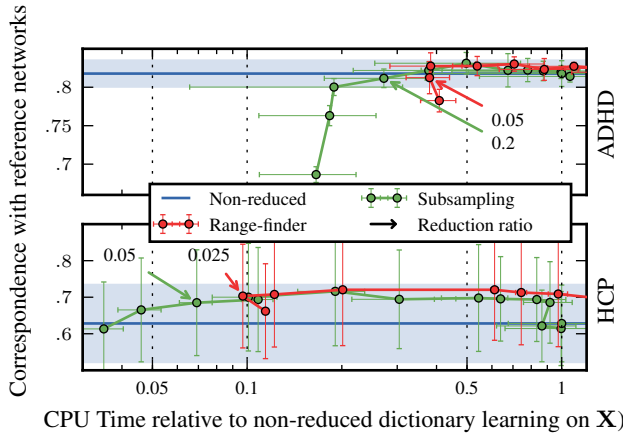 Correspondence with reference networks
.8
.75
.7
0.05
0.2
ADHD
Non-reduced
Range-finder
Subsampling
Reduction ratio
0.05
0.025
.8
.7
.6
HCP
0.05
0.1
0.5
1
CPU Time relative to non-reduced dictionary learning on X)